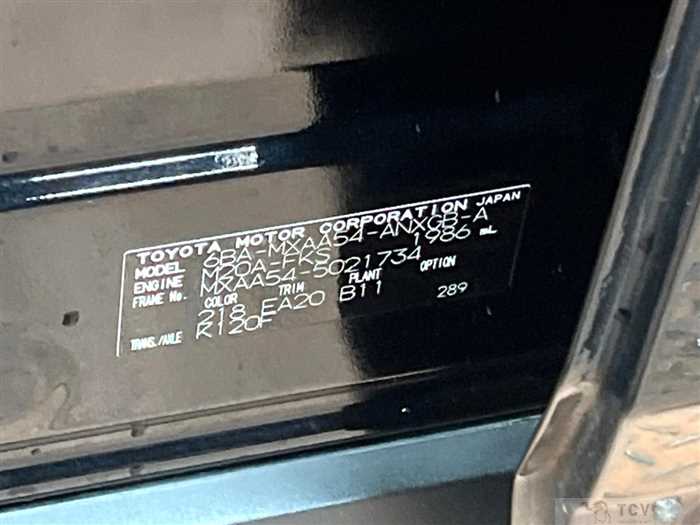 TOYOTA MOTOR CORPORATION JAPAN
MODEL 6BA-MXAA54-ANXGB-A
ENGINE M20A-FKS 1986 mL
FRAME No. MXAA54-5021734
COLOR TRIM PLANT OPTION
218 EA20 B11 289
TRANS./AXLE K120F
TCV